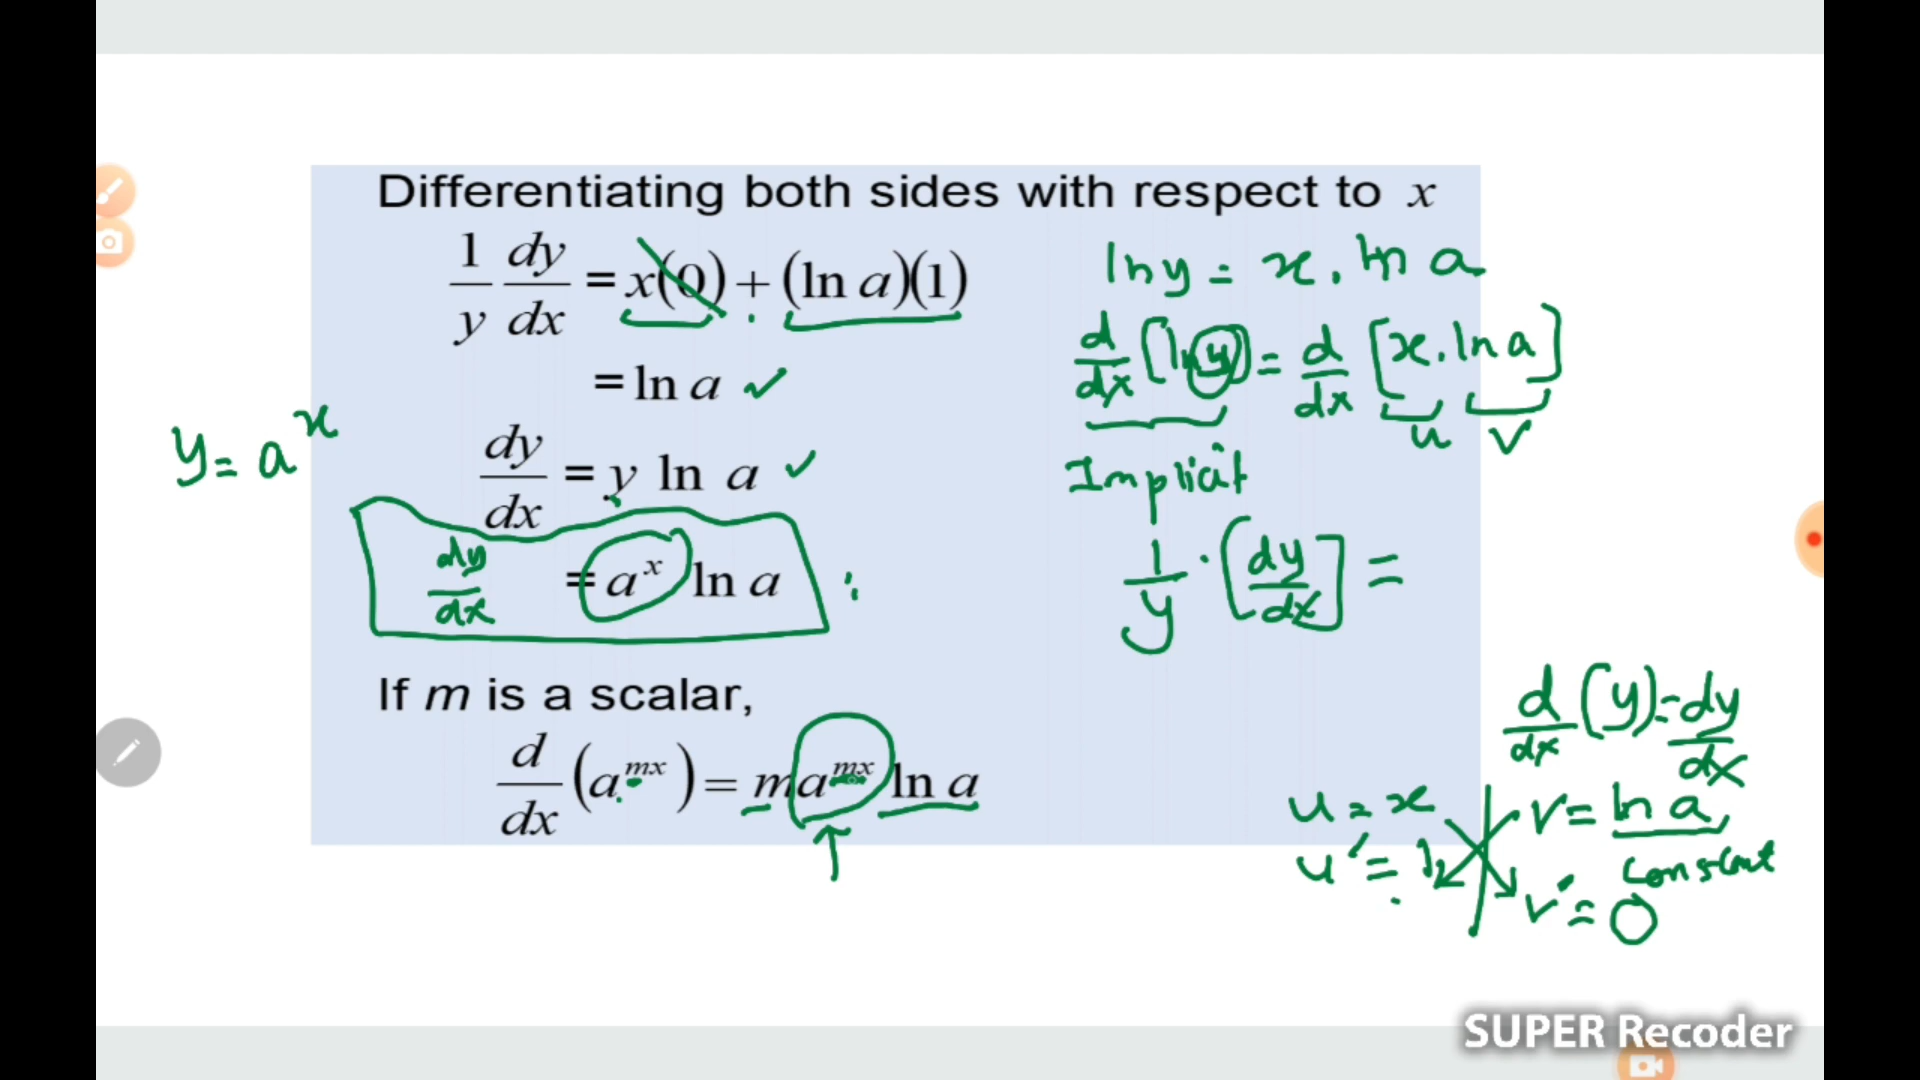 Differentiating both sides with respect to x
1/y dy/dx = x(0) + (ln a)(1)
= ln a ✓
dy/dx = y ln a ✓
y = a^x
dy/dx = a^x ln a
If m is a scalar,
d/dx (a^{mx}) = m a^{mx} ln a
ln y = x . ln a
d/dx [ln y] = d/dx [x . ln a]
u v
Implicit
1/y . [dy/dx] =
d/dx (y) = dy/dx
u = x v = ln a
constant
u' = 1 v' = 0
SUPER Recoder